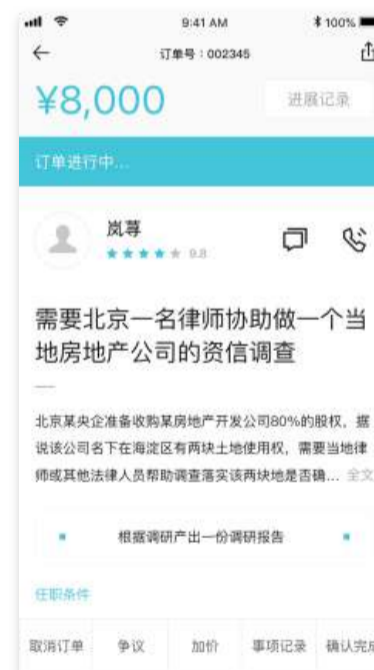 9:41 AM
100%
订单号：002345
¥8,000
进展记录
订单进行中...
岚荨
9.8
需要北京一名律师协助做一个当
地房地产公司的资信调查
北京某央企准备收购某房地产开发公司80%的股权，据
说该公司名下在海淀区有两块土地使用权，需要当地律
师或其他法律人员帮助调查落实该两块地是否确... 全文
根据调研产出一份调研报告
任职条件
取消订单 争议 加价 事项记录 确认完成